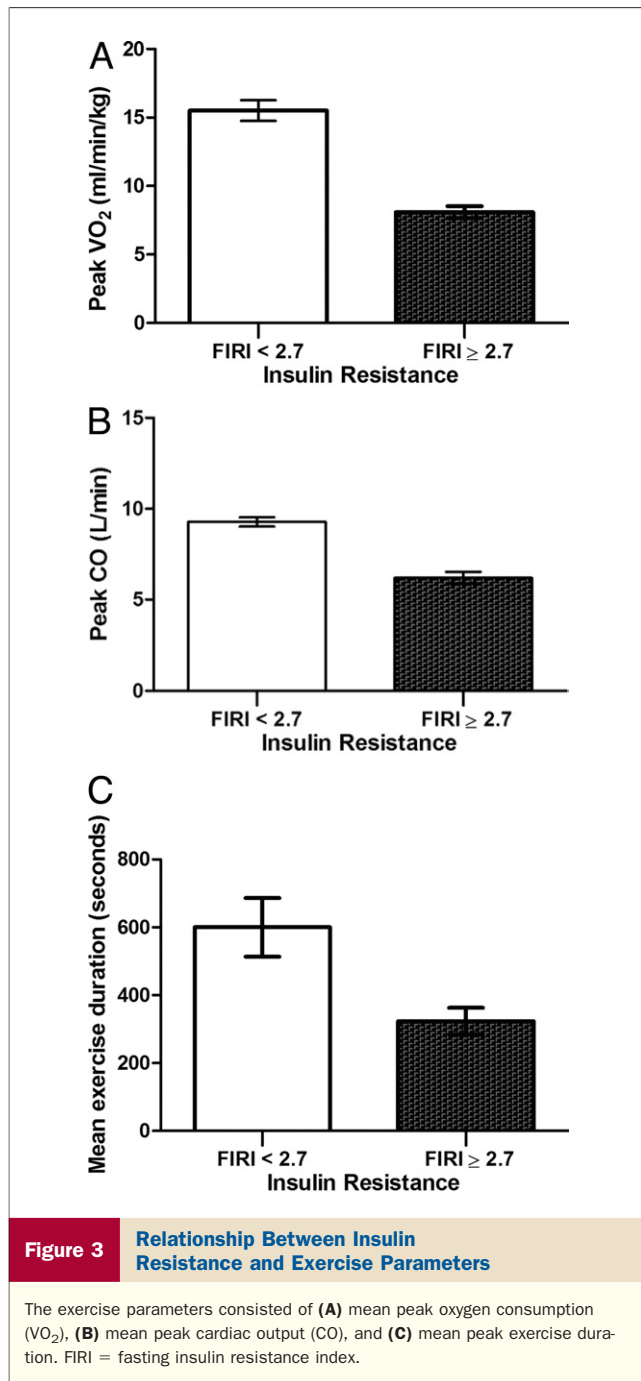 A
20
15
10
5
0
Peak VO2 (ml/min/kg)
FIRI < 2.7
FIRI ≥ 2.7
Insulin Resistance
B
15
10
5
0
Peak CO (L/min)
FIRI < 2.7
FIRI ≥ 2.7
Insulin Resistance
C
800
600
400
200
0
Mean exercise duration (seconds)
FIRI < 2.7
FIRI ≥ 2.7
Insulin Resistance
Figure 3
Relationship Between Insulin
Resistance and Exercise Parameters
The exercise parameters consisted of (A) mean peak oxygen consumption
(VO2), (B) mean peak cardiac output (CO), and (C) mean peak exercise dura-
tion. FIRI = fasting insulin resistance index.